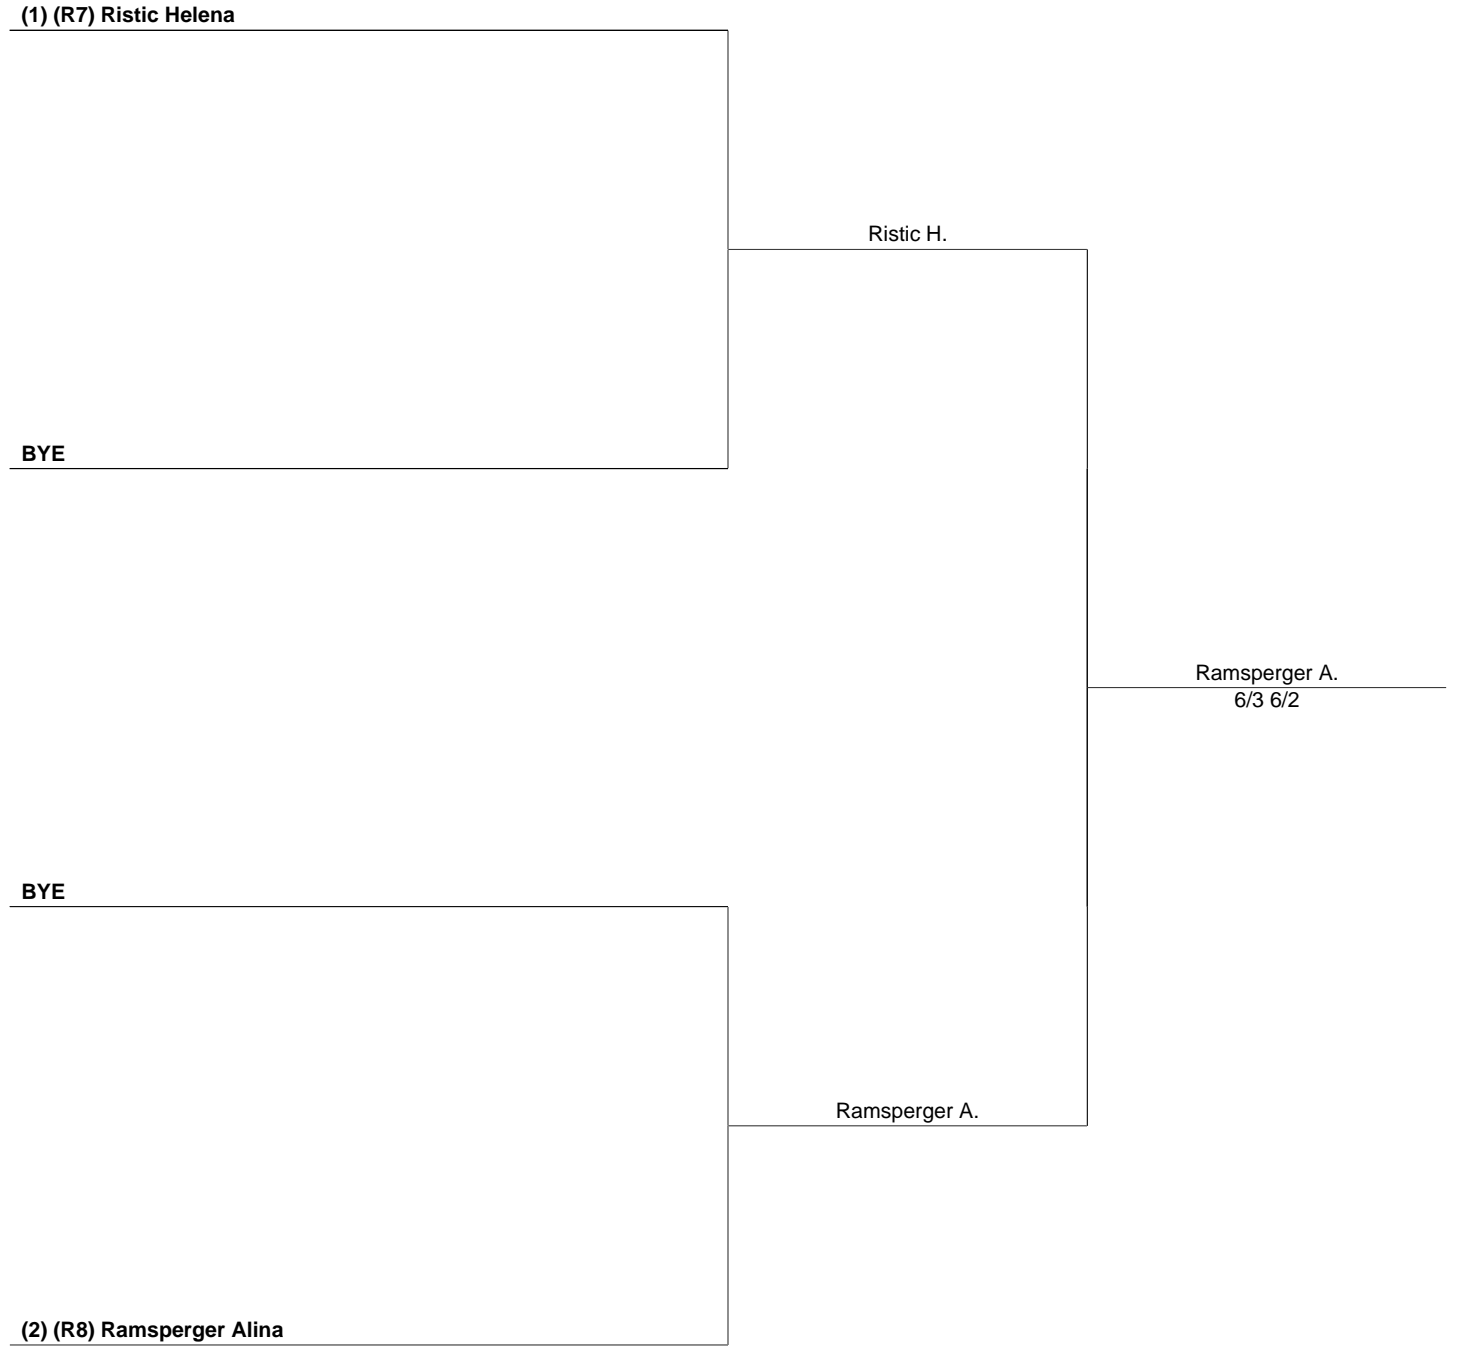 (1) (R7) Ristic Helena
Ristic H.
BYE
Ramsperger A.
6/3 6/2
BYE
Ramsperger A.
(2) (R8) Ramsperger Alina